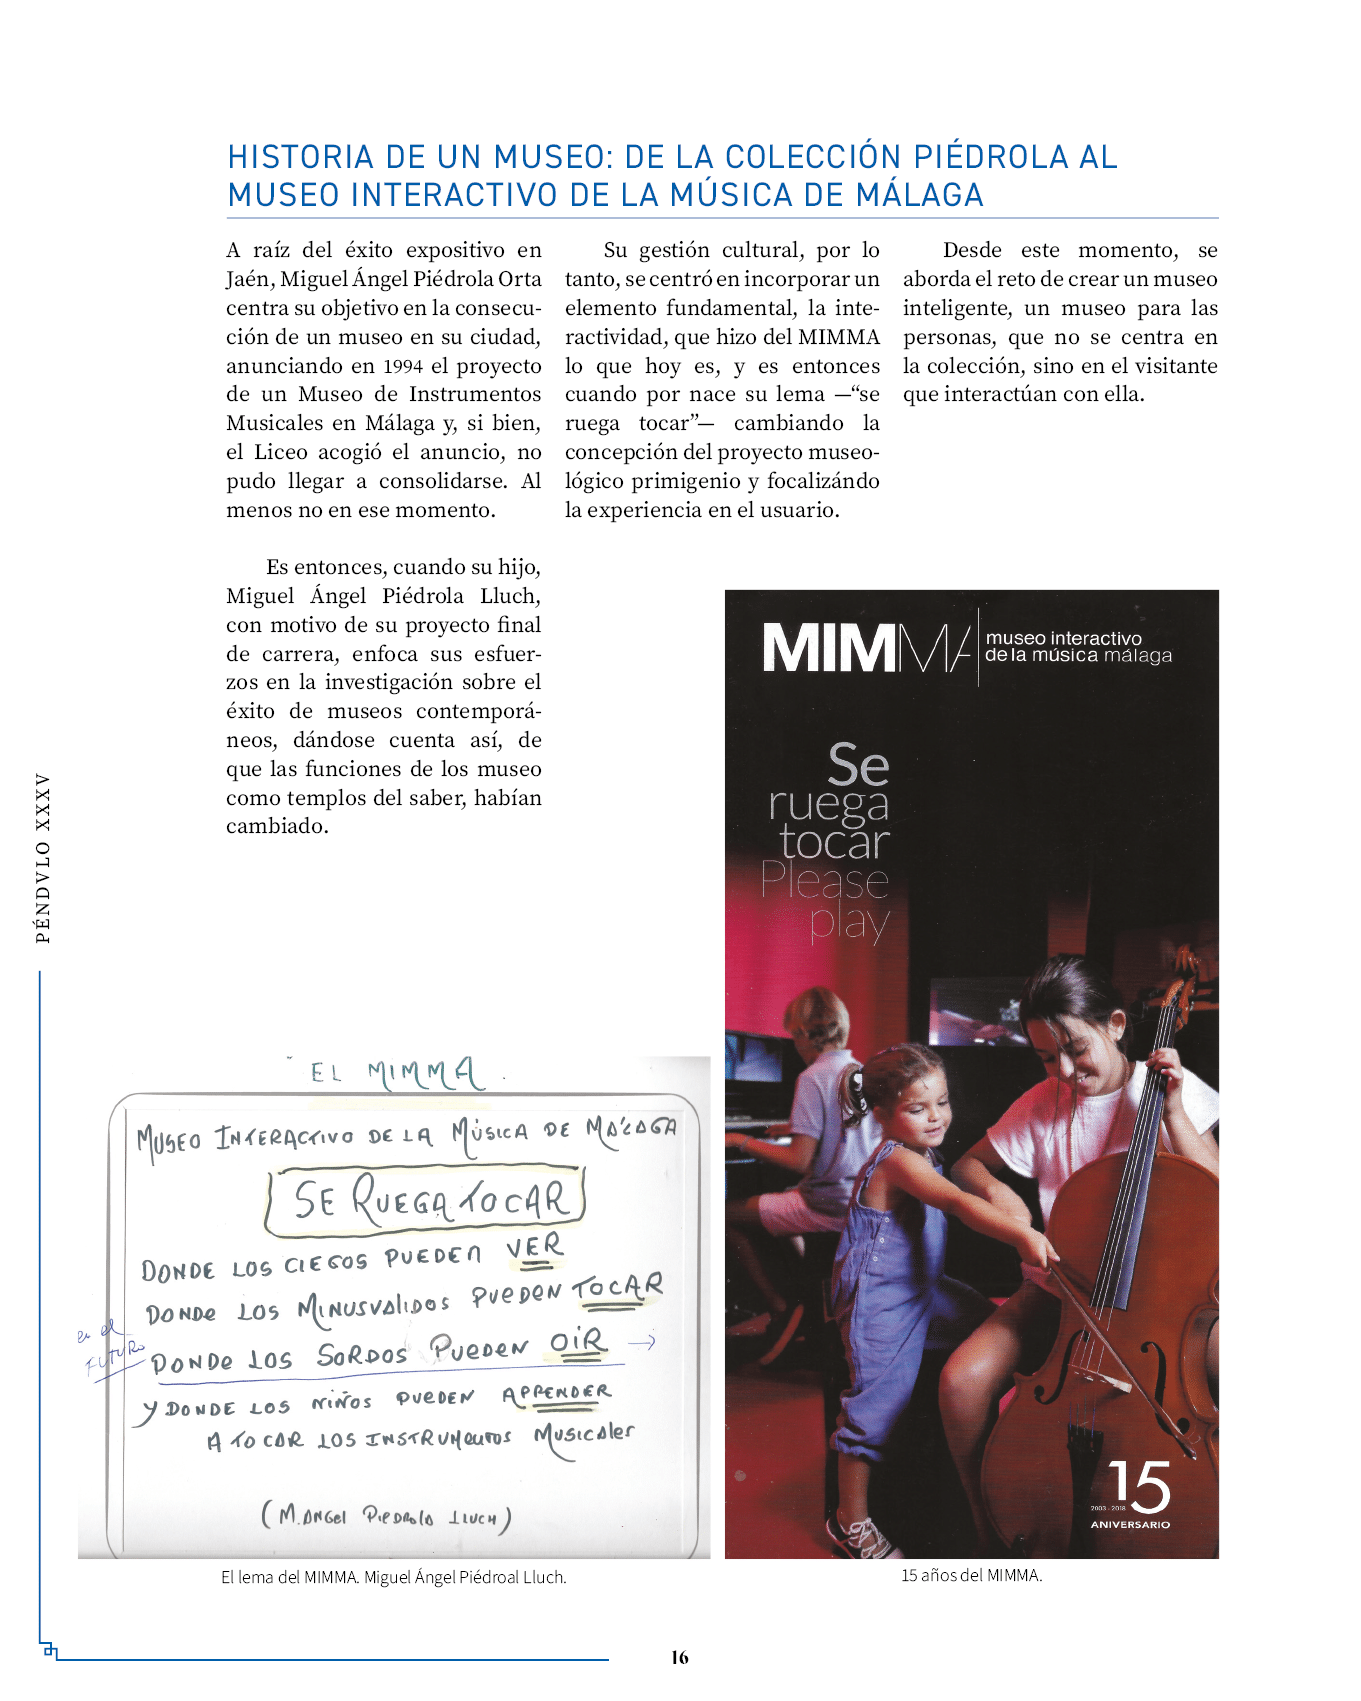 HISTORIA DE UN MUSEO: DE LA COLECCIÓN PIÉDROLA AL
MUSEO INTERACTIVO DE LA MÚSICA DE MÁLAGA
A raíz del éxito expositivo en
Jaén, Miguel Ángel Piédrola Orta
centra su objetivo en la consecu-
ción de un museo en su ciudad,
anunciando en 1994 el proyecto
de un Museo de Instrumentos
Musicales en Málaga y, si bien,
el Liceo acogió el anuncio, no
pudo llegar a consolidarse. Al
menos no en ese momento.
Es entonces, cuando su hijo,
Miguel Ángel Piédrola Lluch,
con motivo de su proyecto final
de carrera, enfoca sus esfuer-
zos en la investigación sobre el
éxito de museos contemporá-
neos, dándose cuenta así, de
que las funciones de los museo
como templos del saber, habían
cambiado.
Su gestión cultural, por lo
tanto, se centró en incorporar un
elemento fundamental, la inte-
ractividad, que hizo del MIMMA
lo que hoy es, y es entonces
cuando por nace su lema —“se
ruega tocar”— cambiando la
concepción del proyecto museo-
lógico primigenio y focalizándo
la experiencia en el usuario.
Desde este momento, se
aborda el reto de crear un museo
inteligente, un museo para las
personas, que no se centra en
la colección, sino en el visitante
que interactúan con ella.
MIMMA
museo interactivo
de la música málaga
Se
ruega
tocar
Please
play
15
2003 - 2018
ANIVERSARIO
15 años del MIMMA.
EL MIMMA.
MUSEO INTERACTIVO DE LA MÚSICA DE MÁLAGA
SE RUEGA TOCAR
DONDE LOS CIEGOS PUEDEN VER
DONDE LOS MINUSVALIDOS PUEDEN TOCAR
en el
FUTURO
DONDE LOS SORDOS PUEDEN OIR →
Y DONDE LOS NIÑOS PUEDEN APRENDER
A TOCAR LOS INSTRUMENTOS MUSICALES
(M. ANGEL PIEDROLA LLUCH)
El lema del MIMMA. Miguel Ángel Piédroal Lluch.
PÉNDVLO XXXV
16